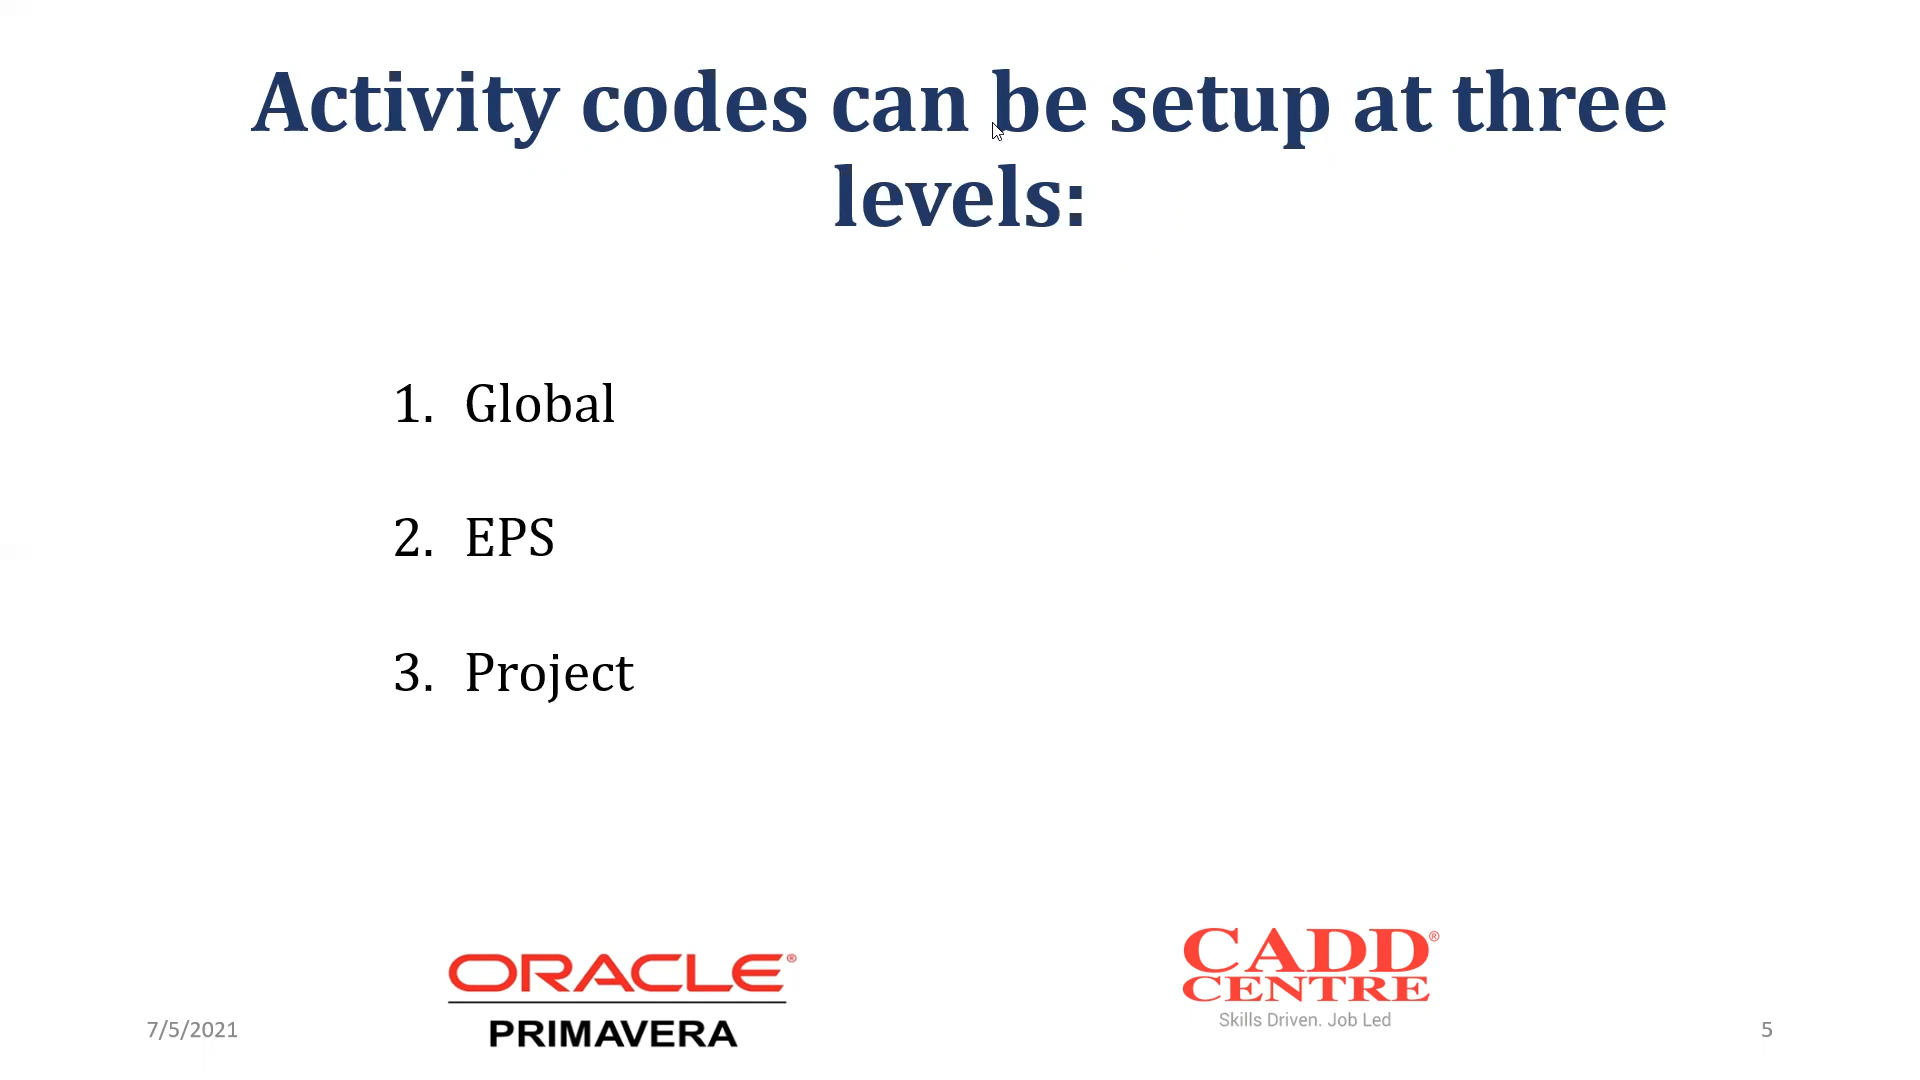 Activity codes can be setup at three
levels:
1. Global
2. EPS
3. Project
ORACLE®
PRIMAVERA
CADD®
CENTRE
Skills Driven. Job Led
7/5/2021
5